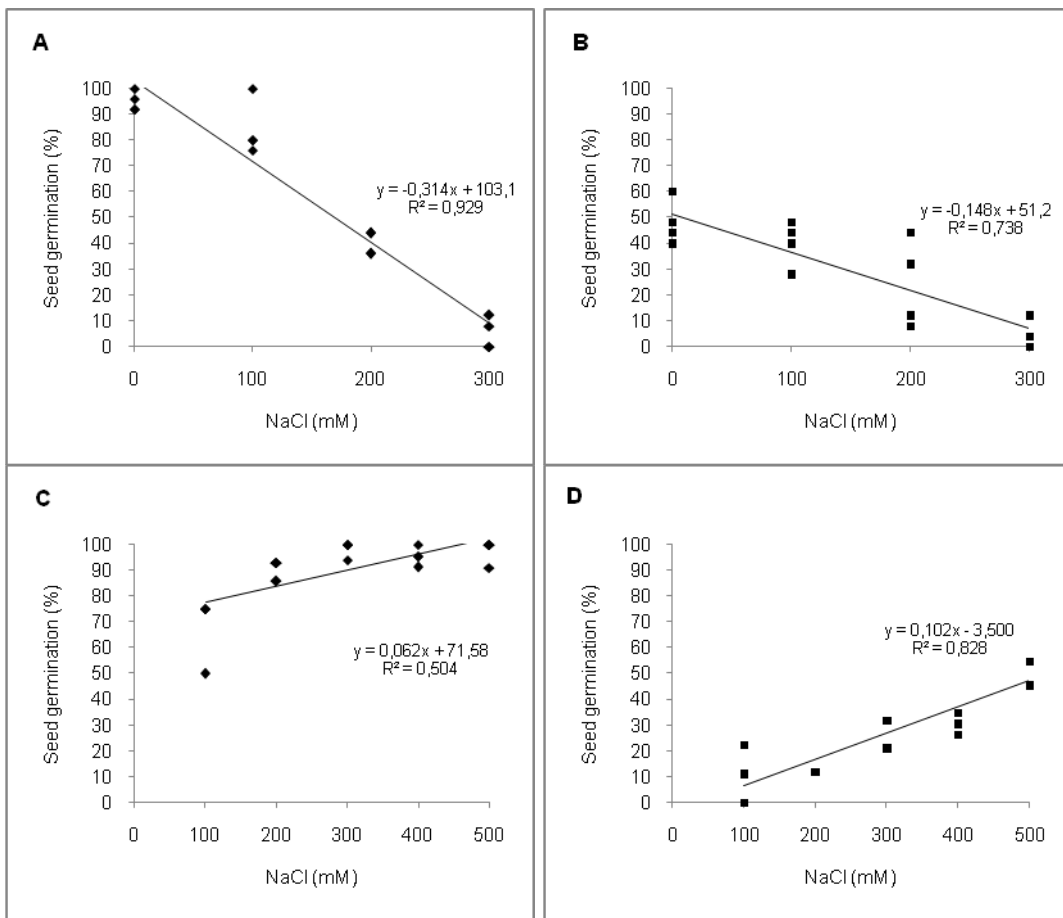 A
Seed germination (%)
100
90
80
70
60
50
40
30
20
10
0
y = -0,314x + 103,1
R² = 0,929
0 100 200 300
NaCl (mM)
B
Seed germination (%)
100
90
80
70
60
50
40
30
20
10
0
y = -0,148x + 51,2
R² = 0,738
0 100 200 300
NaCl (mM)
C
Seed germination (%)
100
90
80
70
60
50
40
30
20
10
0
y = 0,062x + 71,58
R² = 0,504
0 100 200 300 400 500
NaCl (mM)
D
Seed germination (%)
100
90
80
70
60
50
40
30
20
10
0
y = 0,102x - 3,500
R² = 0,828
0 100 200 300 400 500
NaCl (mM)